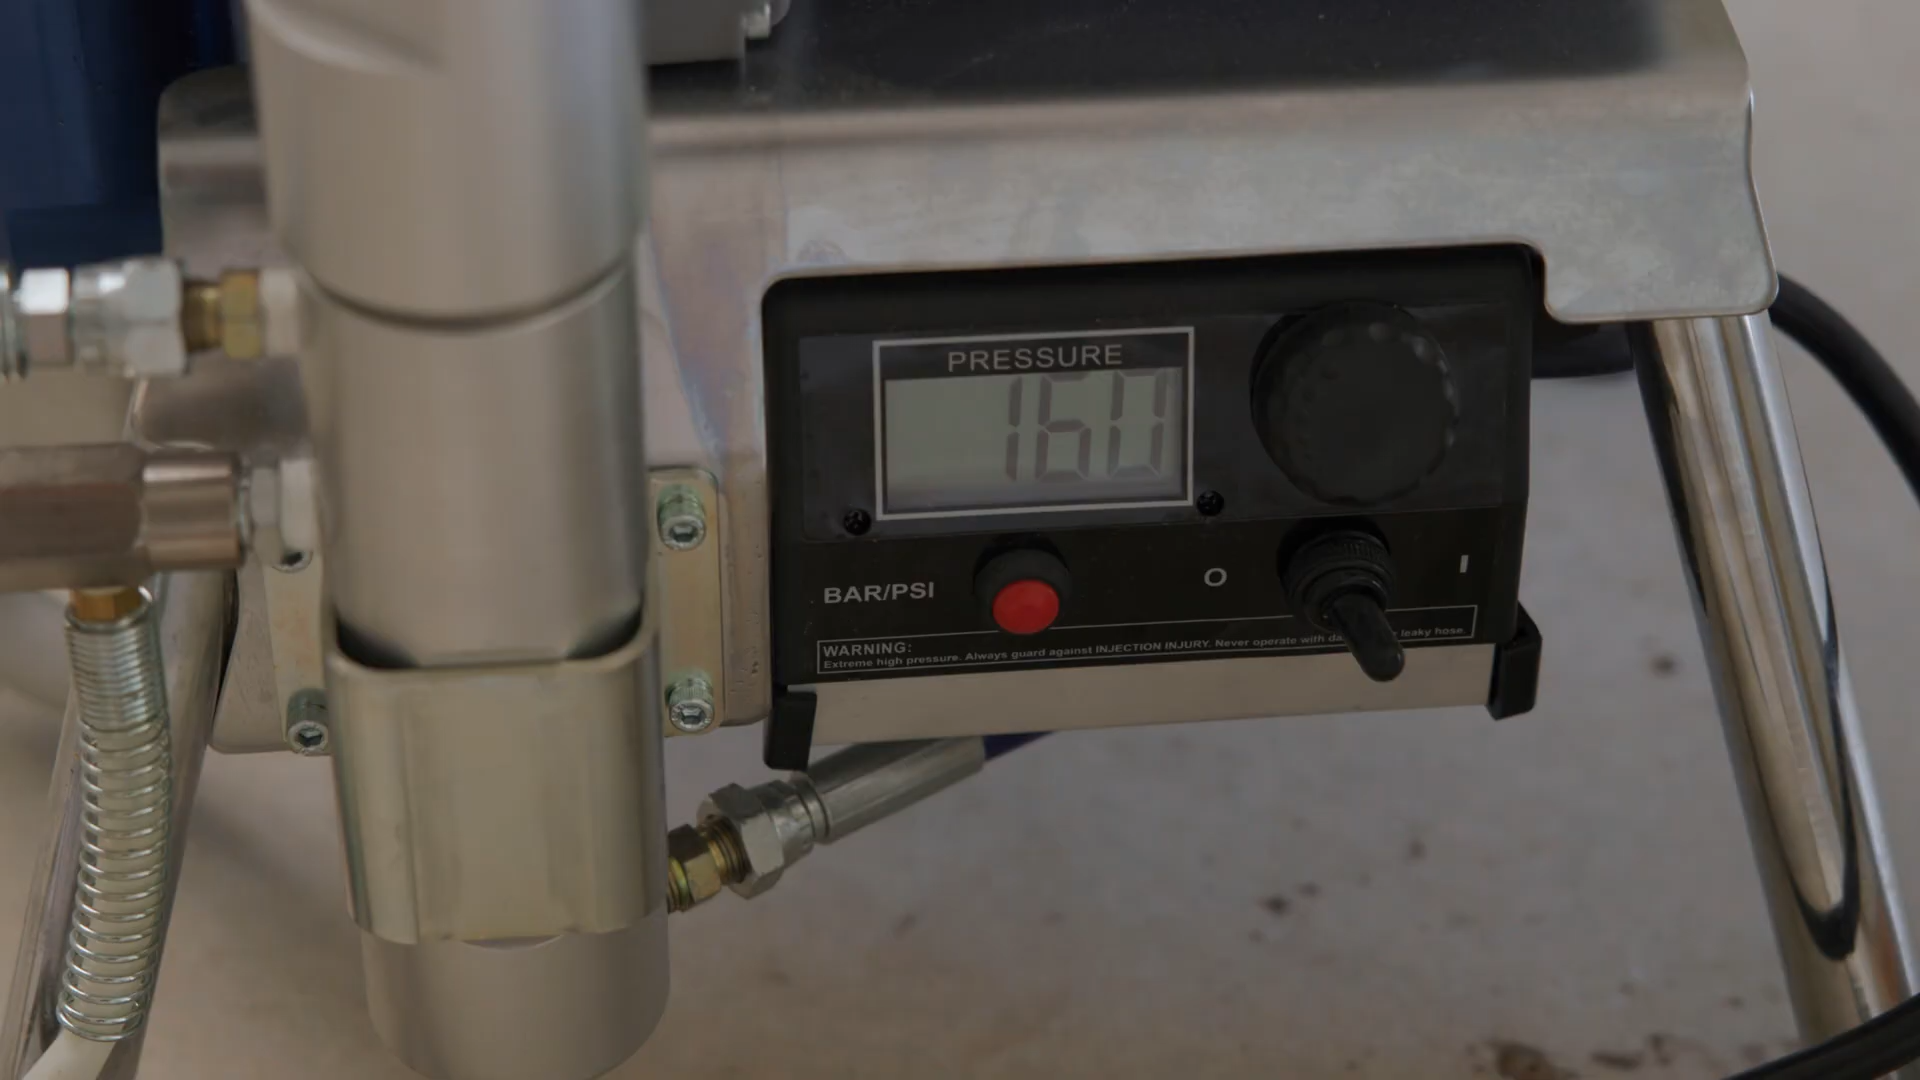 PRESSURE
160
BAR/PSI
O
I
WARNING:
Extreme high pressure. Always guard against INJECTION INJURY. Never operate with leaky hose.